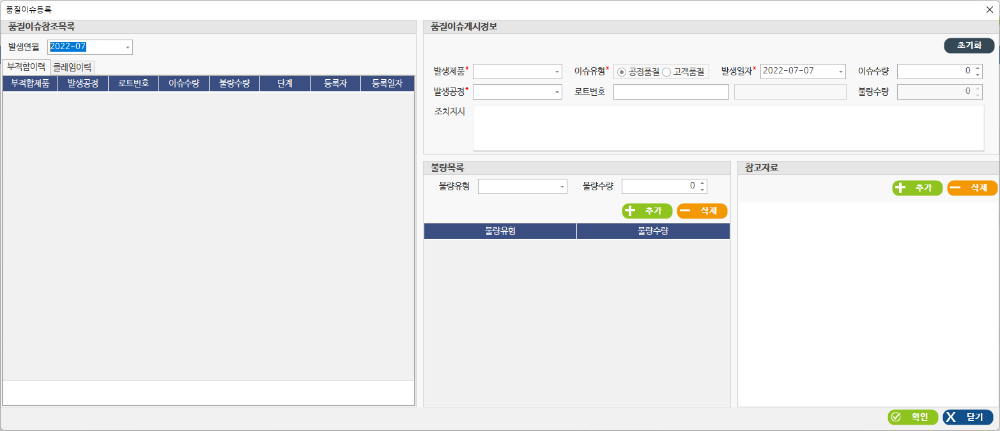 품질이슈등록
품질이슈참조목록
발생연월 2022-07
부적합이력 클레임이력
부적합제품 발생공정 로트번호 이슈수량 불량수량 단계 등록자 등록일자
품질이슈게시정보
초기화
발생제품* 이슈유형* 공정품질 고객품질 발생일자* 2022-07-07 이슈수량 0
발생공정* 로트번호 불량수량 0
조치지시
불량목록
불량유형 불량수량 0
추가 삭제
불량유형 불량수량
참고자료
추가 삭제
확인 X 닫기